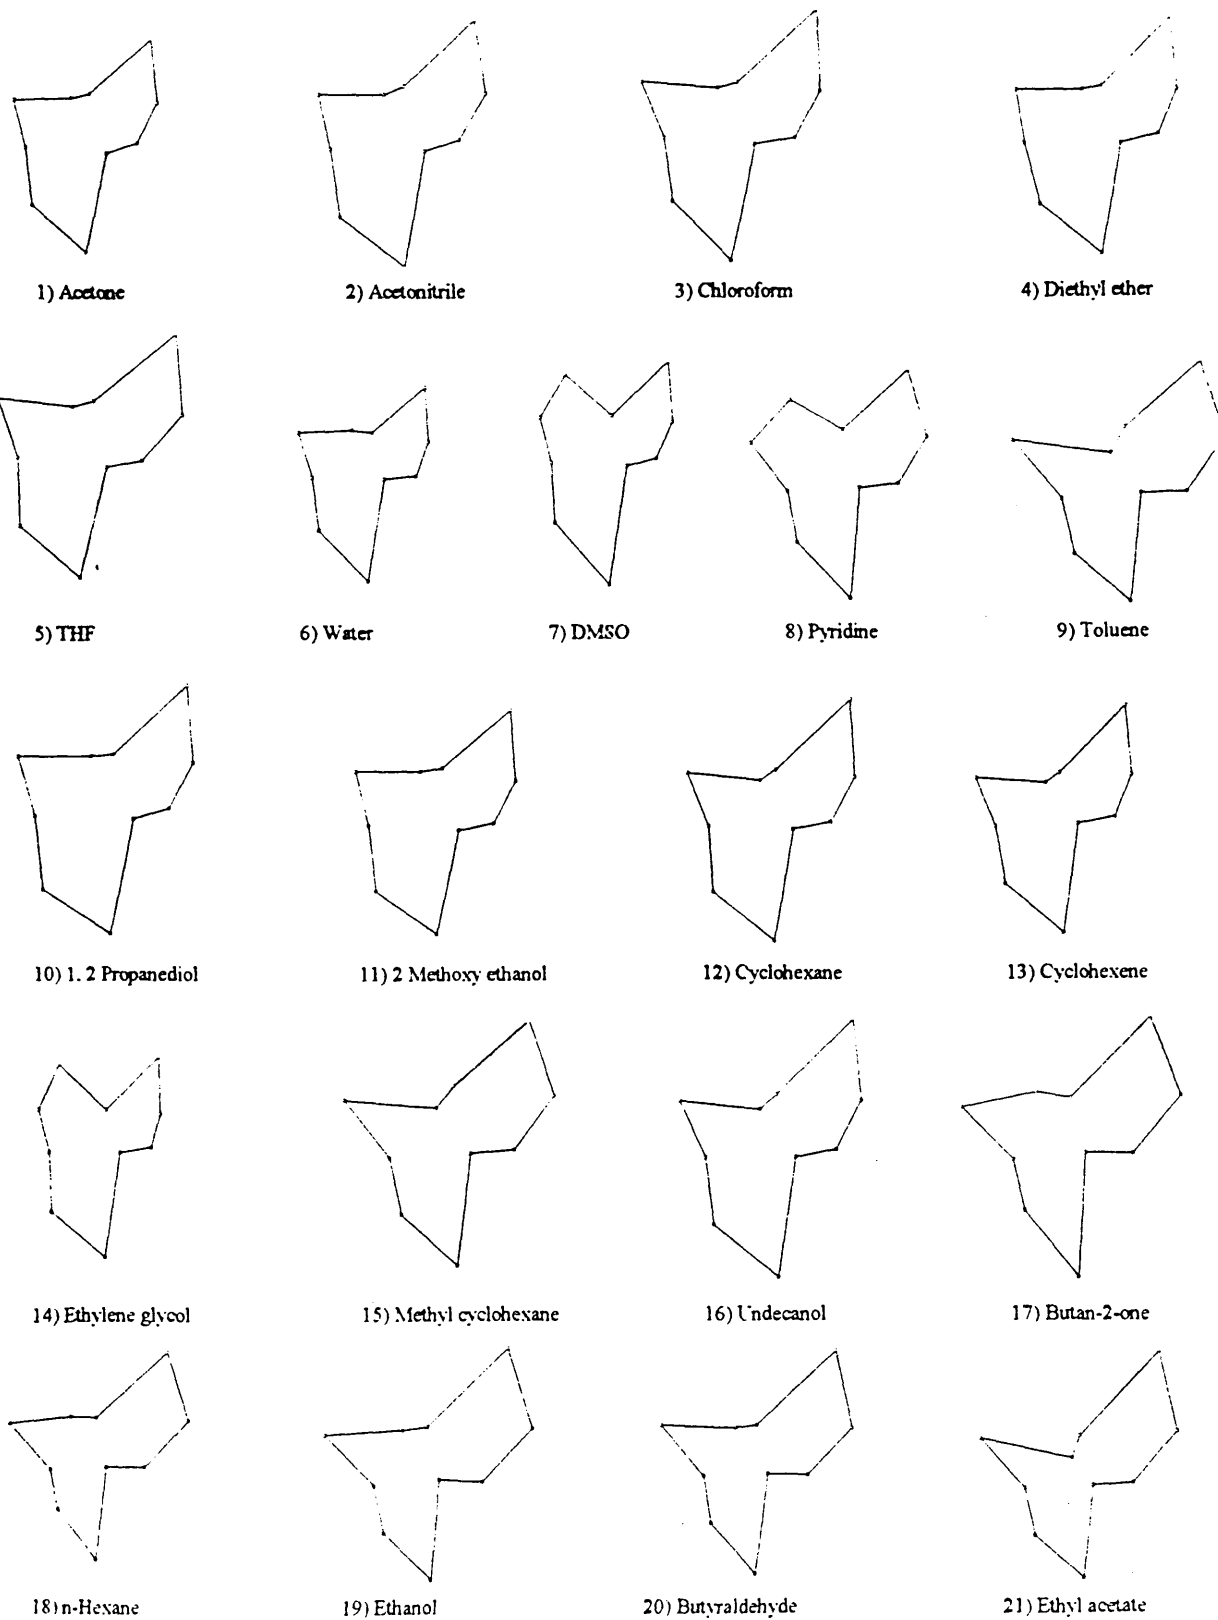 1) Acetone
2) Acetonitrile
3) Chloroform
4) Diethyl ether
5) THF
6) Water
7) DMSO
8) Pyridine
9) Toluene
10) 1, 2 Propanediol
11) 2 Methoxy ethanol
12) Cyclohexane
13) Cyclohexene
14) Ethylene glycol
15) Methyl cyclohexane
16) Undecanol
17) Butan-2-one
18) n-Hexane
19) Ethanol
20) Butyraldehyde
21) Ethyl acetate